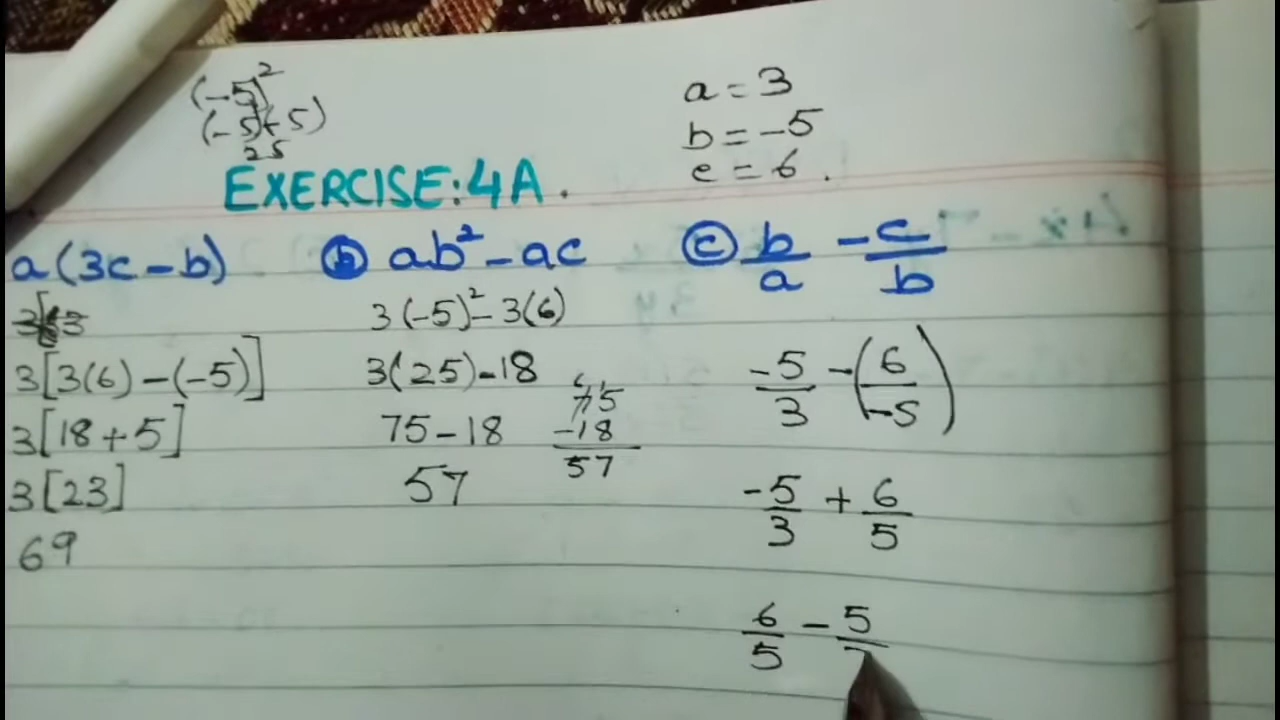 (-5)²
(-5)(+5)
25
a = 3
b = -5
c = 6.
EXERCISE: 4A.
a (3c - b)
3[3(6) - (-5)]
3[18 + 5]
3[23]
69
(b) ab² - ac
3(-5)² - 3(6)
3(25) - 18
75 - 18
57
75
-18
57
(c) b/a - c/b
-5/3 - (6/-5)
-5/3 + 6/5
6/5 - 5